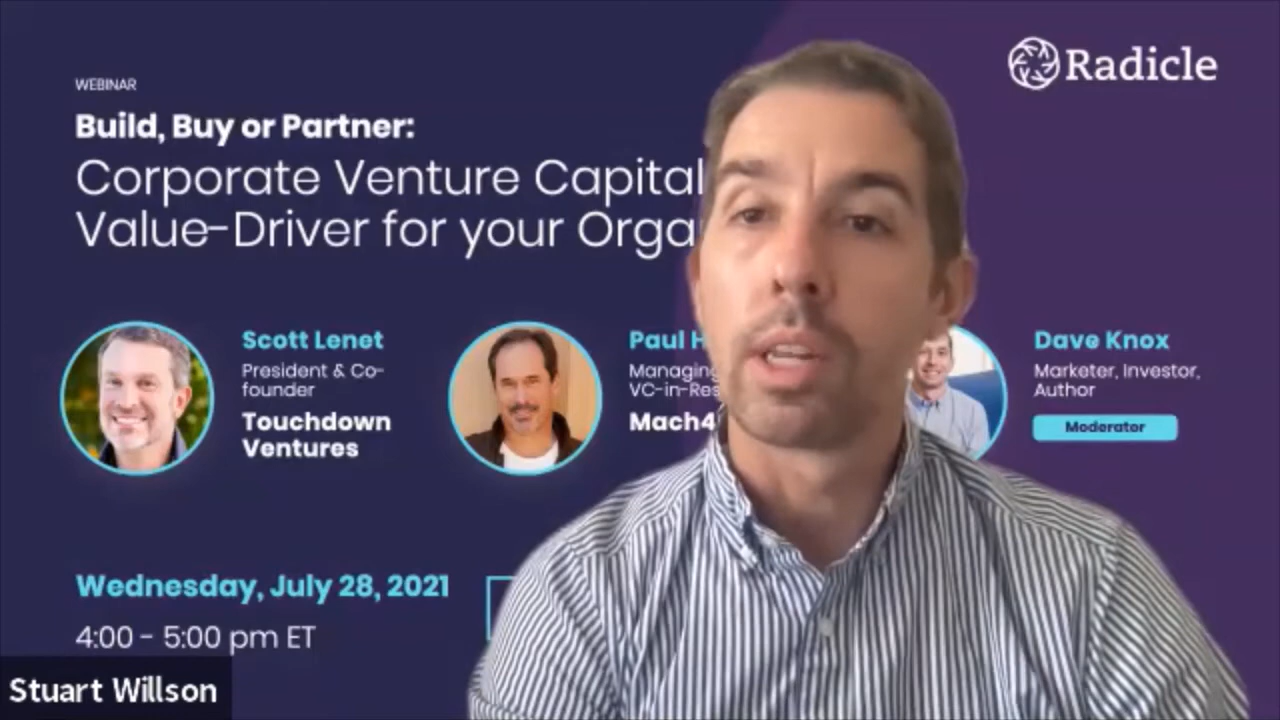 Radicle
WEBINAR
Build, Buy or Partner:
Corporate Venture Capital
Value-Driver for your Orga
Scott Lenet
President & Co-
founder
Touchdown
Ventures
Paul H
Managing
VC-in-Res
Mach4
Dave Knox
Marketer, Investor,
Author
Moderator
Wednesday, July 28, 2021
4:00 - 5:00 pm ET
Stuart Willson